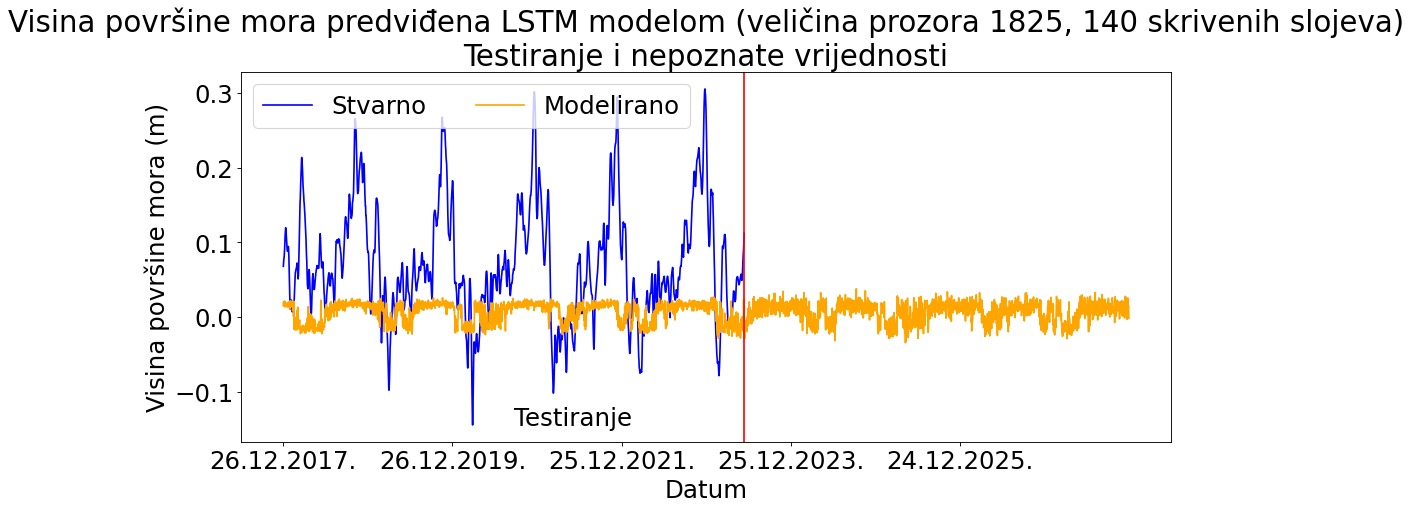 Visina površine mora predviđena LSTM modelom (veličina prozora 1825, 140 skrivenih slojeva)
Testiranje i nepoznate vrijednosti
Stvarno Modelirano
Visina površine mora (m)
0.3
0.2
0.1
0.0
−0.1
Testiranje
26.12.2017. 26.12.2019. 25.12.2021. 25.12.2023. 24.12.2025.
Datum